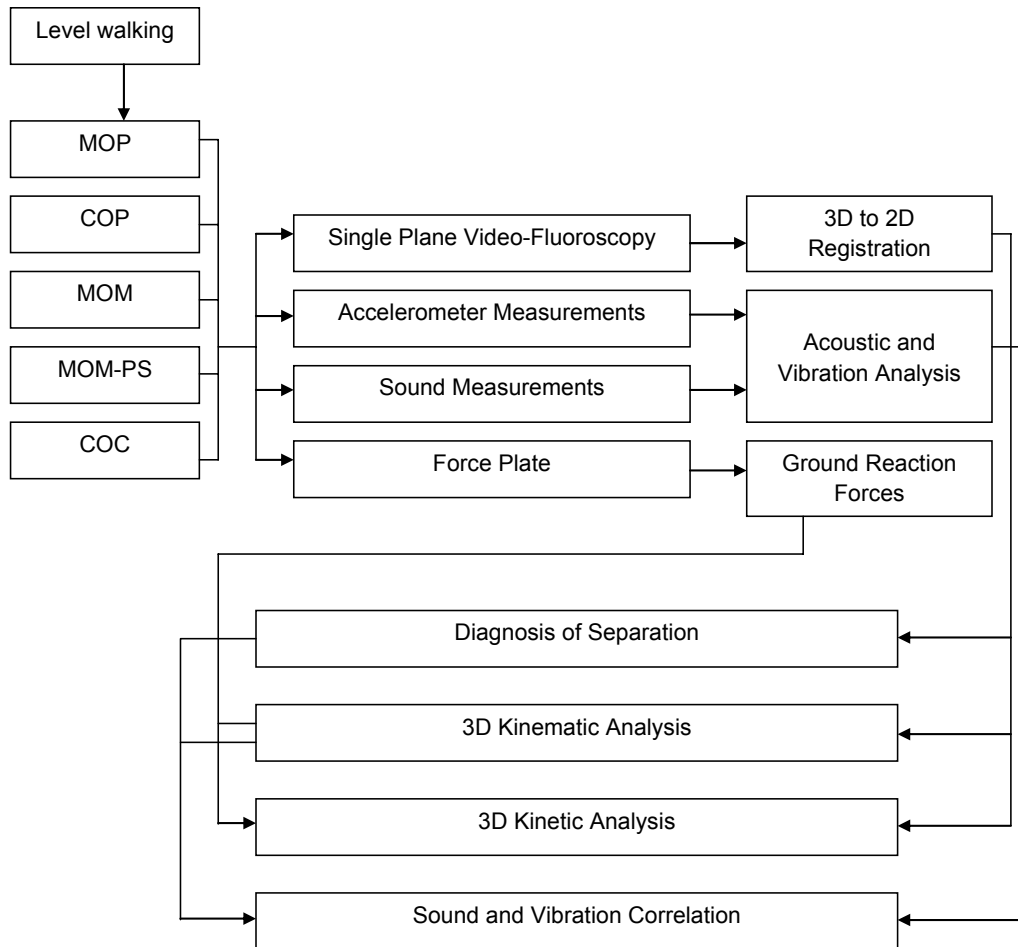 Level walking
MOP
COP
MOM
MOM-PS
COC
Single Plane Video-Fluoroscopy
Accelerometer Measurements
Sound Measurements
Force Plate
3D to 2D
Registration
Acoustic and
Vibration Analysis
Ground Reaction
Forces
Diagnosis of Separation
3D Kinematic Analysis
3D Kinetic Analysis
Sound and Vibration Correlation